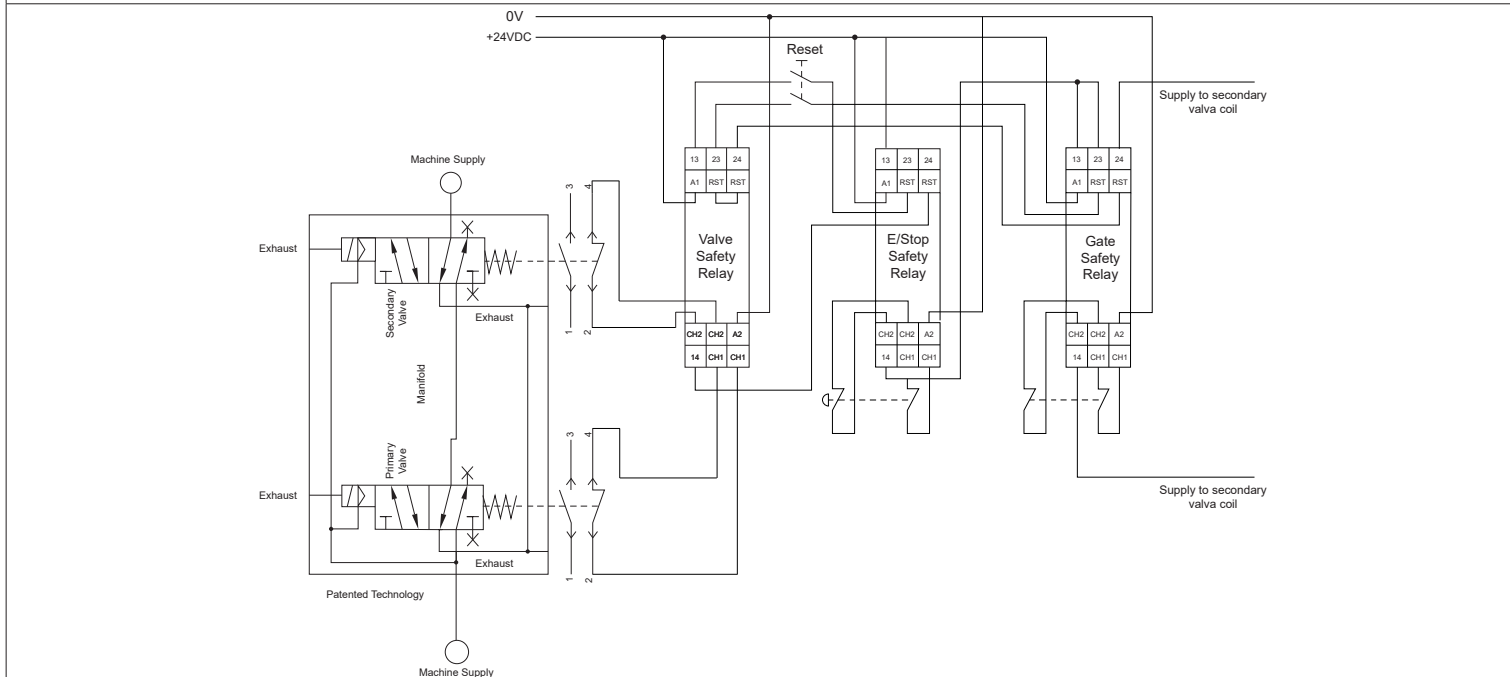 0V
+24VDC
Reset
Supply to secondary
valva coil
Machine Supply
13 23 24
A1 RST RST
13 23 24
A1 RST RST
13 23 24
A1 RST RST
3
4
Valve
Safety
Relay
E/Stop
Safety
Relay
Gate
Safety
Relay
Exhaust
Secondary
Valve
Exhaust
1
2
CH2 CH2 A2
14 CH1 CH1
CH2 CH2 A2
14 CH1 CH1
CH2 CH2 A2
14 CH1 CH1
Manifold
3
4
Primary
Valve
Exhaust
Supply to secondary
valva coil
Exhaust
1
2
Patented Technology
Machine Supply